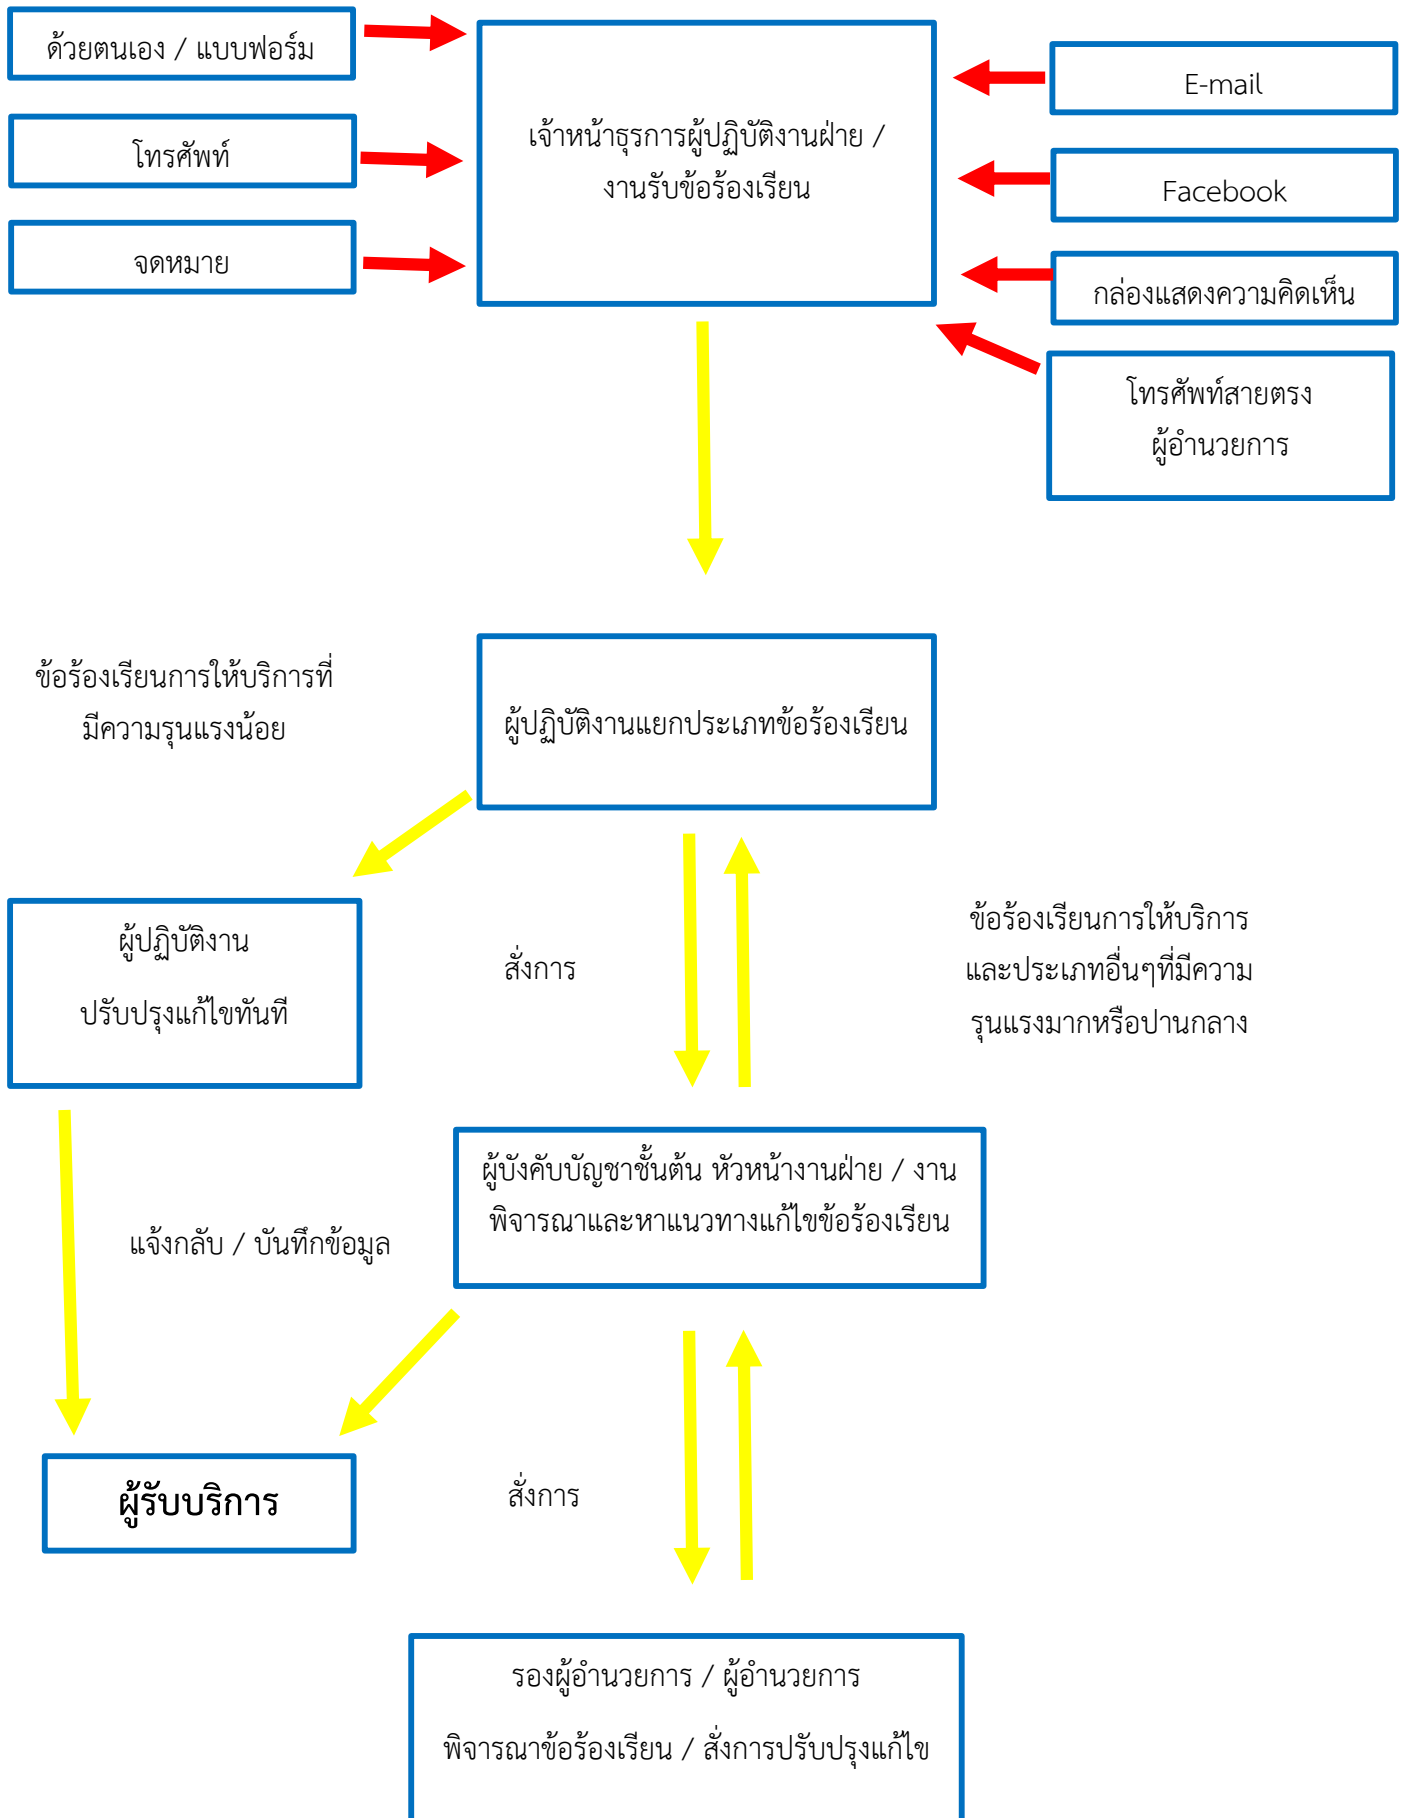 ด้วยตนเอง / แบบฟอร์ม
โทรศัพท์
จดหมาย
เจ้าหน้าธุรการผู้ปฏิบัติงานฝ่าย /
งานรับข้อร้องเรียน
E-mail
Facebook
กล่องแสดงความคิดเห็น
โทรศัพท์สายตรง
ผู้อำนวยการ
ข้อร้องเรียนการให้บริการที่
มีความรุนแรงน้อย
ผู้ปฏิบัติงานแยกประเภทข้อร้องเรียน
ผู้ปฏิบัติงาน
ปรับปรุงแก้ไขทันที
สั่งการ
ข้อร้องเรียนการให้บริการ
และประเภทอื่นๆที่มีความ
รุนแรงมากหรือปานกลาง
ผู้บังคับบัญชาชั้นต้น หัวหน้างานฝ่าย / งาน
พิจารณาและหาแนวทางแก้ไขข้อร้องเรียน
แจ้งกลับ / บันทึกข้อมูล
ผู้รับบริการ
สั่งการ
รองผู้อำนวยการ / ผู้อำนวยการ
พิจารณาข้อร้องเรียน / สั่งการปรับปรุงแก้ไข